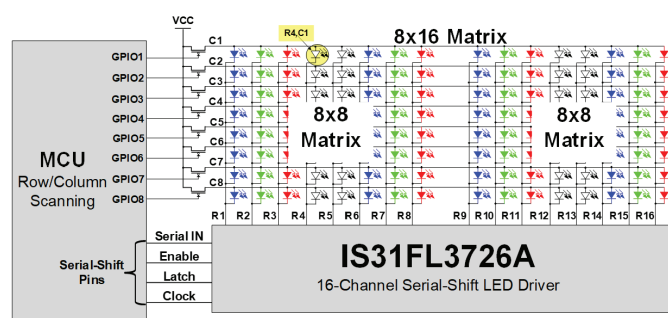 VCC
R4,C1
8x16 Matrix
C1
GPIO1
C2
GPIO2
C3
GPIO3
C4
GPIO4
C5
GPIO5
C6
GPIO6
C7
GPIO7
C8
GPIO8
8x8
Matrix
8x8
Matrix
MCU
Row/Column
Scanning
R1 R2 R3 R4 R5 R6 R7 R8 R9 R10 R11 R12 R13 R14 R15 R16
Serial IN
Enable
Latch
Clock
Serial-Shift
Pins
IS31FL3726A
16-Channel Serial-Shift LED Driver